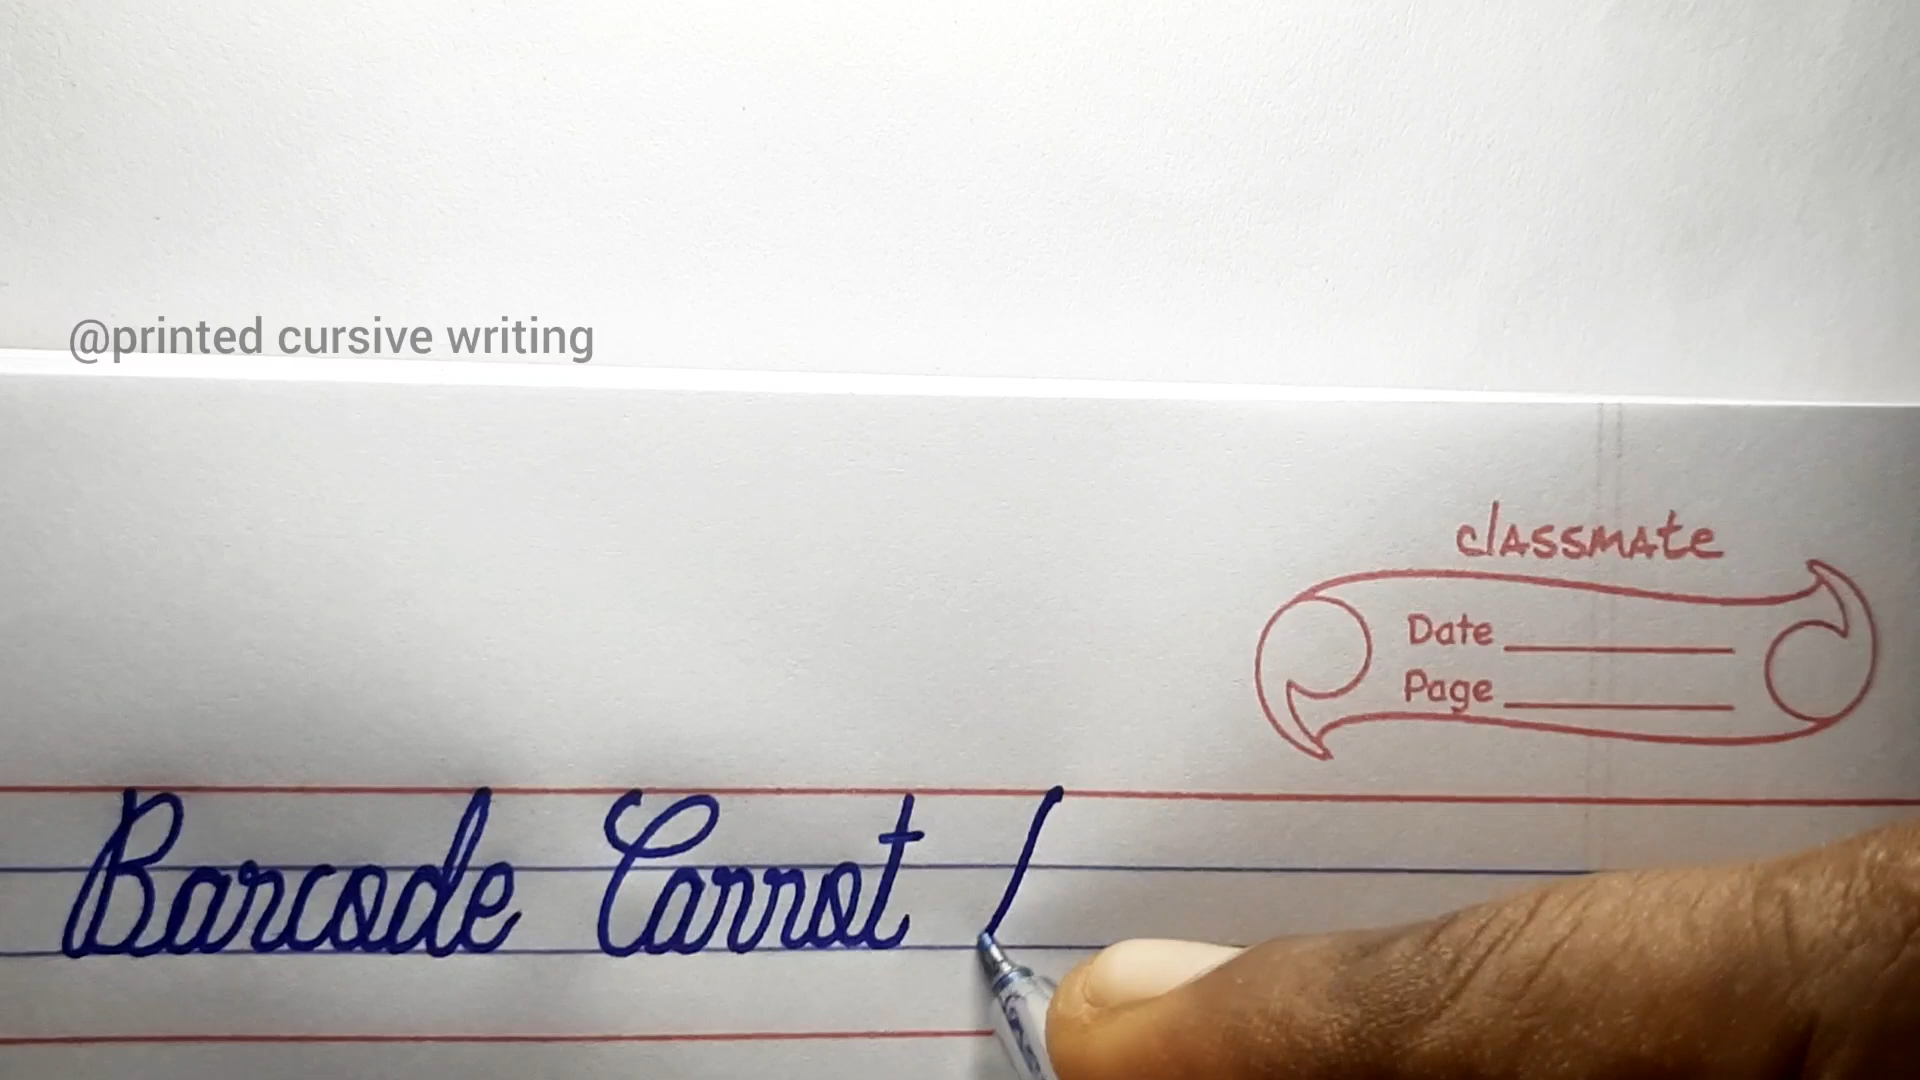 @printed cursive writing
classmate
Date
Page
Barcode Carrot